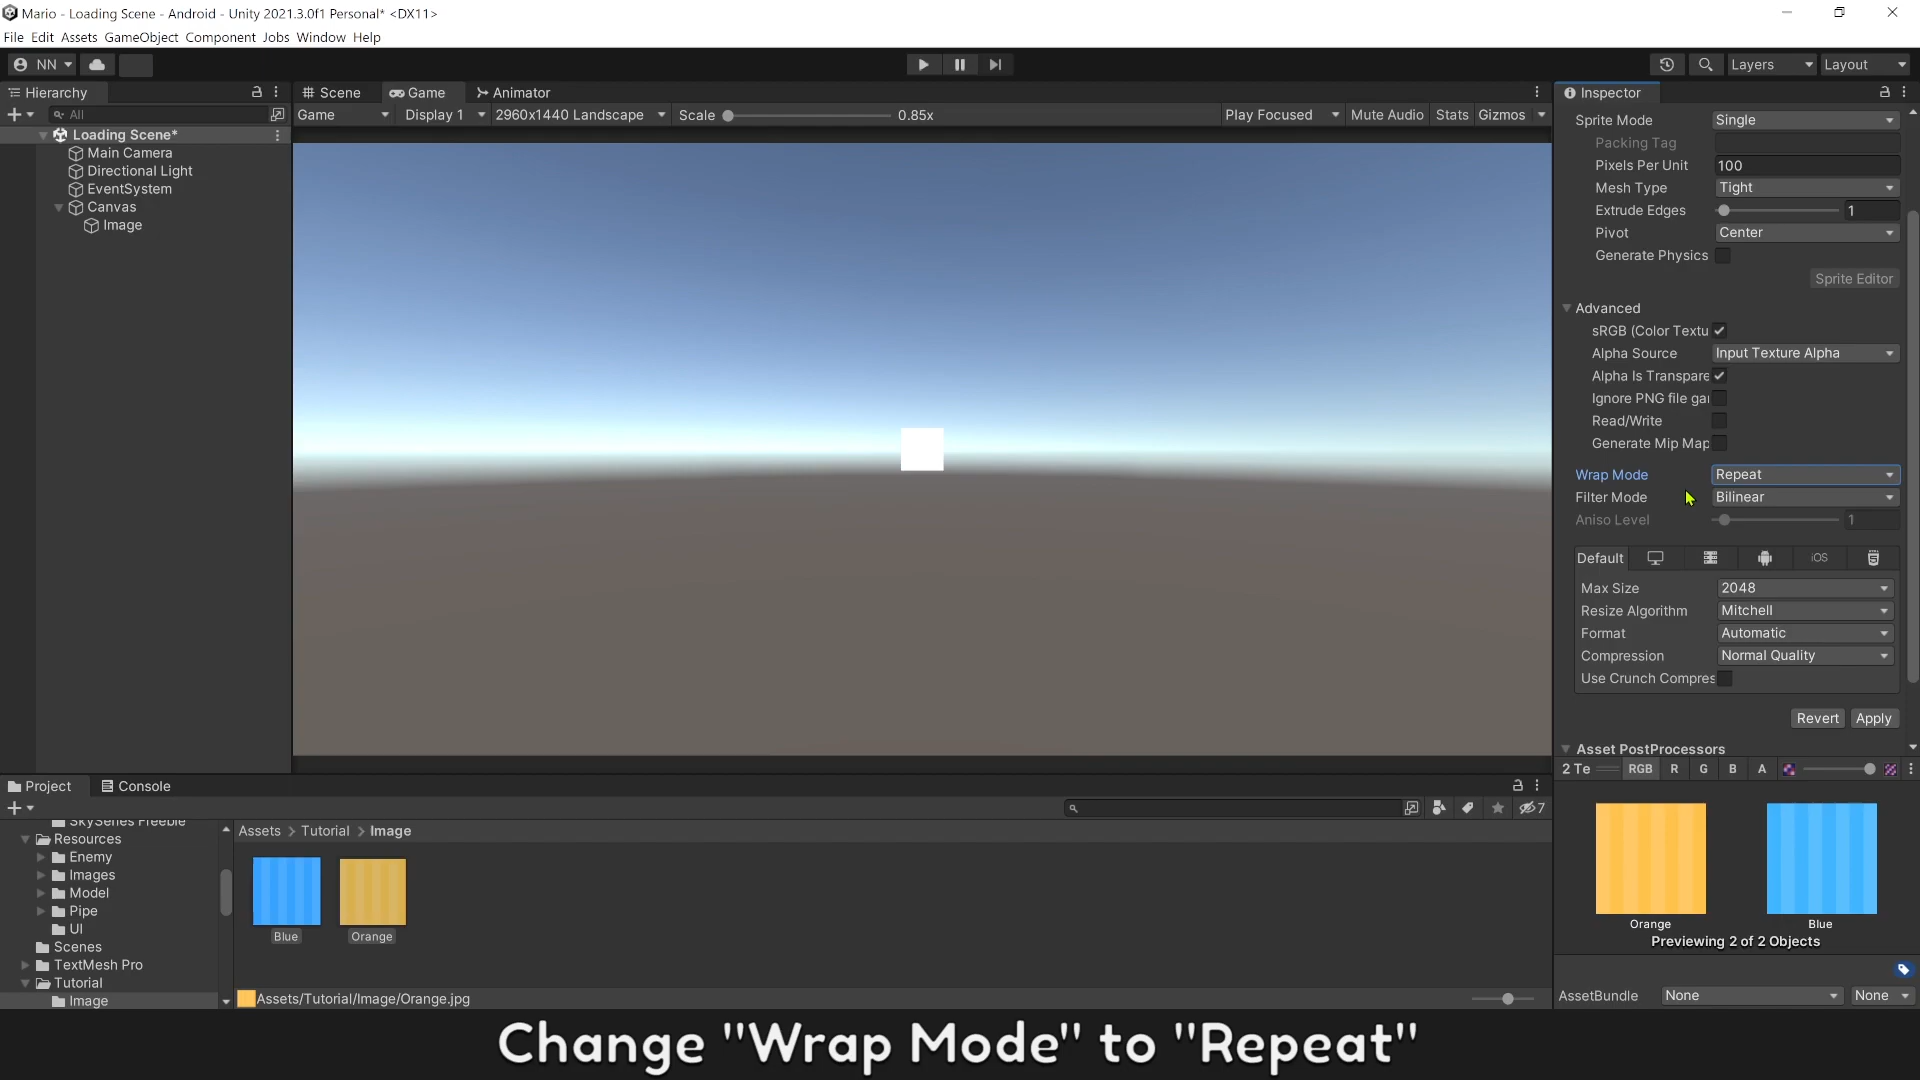 Mario - Loading Scene - Android - Unity 2021.3.0f1 Personal* <DX11>
File Edit Assets GameObject Component Jobs Window Help
NN
Layers
Layout
Hierarchy
All
Loading Scene*
Main Camera
Directional Light
EventSystem
Canvas
Image
Scene
Game
Animator
Game
Display 1
2960x1440 Landscape
Scale
0.85x
Play Focused
Mute Audio
Stats
Gizmos
Inspector
Sprite Mode
Single
Packing Tag
Pixels Per Unit
100
Mesh Type
Tight
Extrude Edges
1
Pivot
Center
Generate Physics
Sprite Editor
Advanced
sRGB (Color Textu
Alpha Source
Input Texture Alpha
Alpha Is Transpare
Ignore PNG file ga
Read/Write
Generate Mip Map
Wrap Mode
Repeat
Filter Mode
Bilinear
Aniso Level
1
Default
iOS
Max Size
2048
Resize Algorithm
Mitchell
Format
Automatic
Compression
Normal Quality
Use Crunch Compres
Revert
Apply
Asset PostProcessors
2 Te
RGB
R
G
B
A
Orange
Blue
Previewing 2 of 2 Objects
AssetBundle
None
None
Project
Console
7
SkySeries Freebie
Resources
Enemy
Images
Model
Pipe
UI
Scenes
TextMesh Pro
Tutorial
Image
Assets > Tutorial > Image
Blue
Orange
Assets/Tutorial/Image/Orange.jpg
Change "Wrap Mode" to "Repeat"